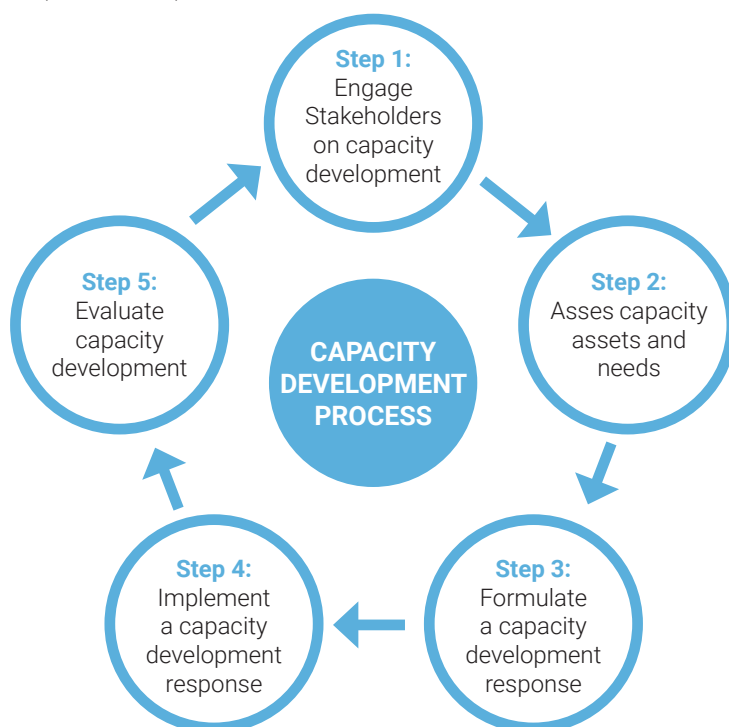 Step 1:
Engage
Stakeholders
on capacity
development
Step 2:
Asses capacity
assets and
needs
Step 3:
Formulate
a capacity
development
response
Step 4:
Implement
a capacity
development
response
Step 5:
Evaluate
capacity
development
CAPACITY
DEVELOPMENT
PROCESS